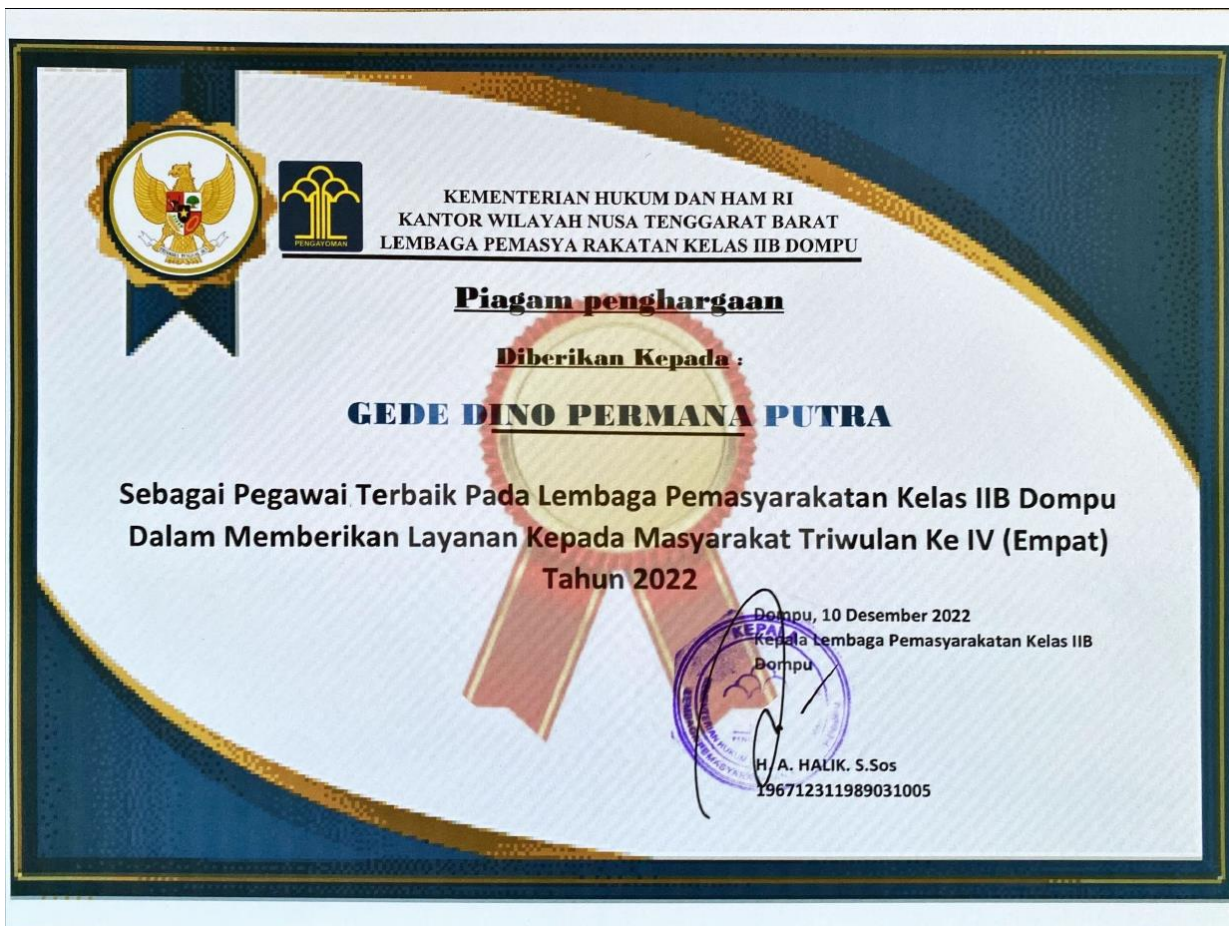 PENGAYOMAN
KEMENTERIAN HUKUM DAN HAM RI
KANTOR WILAYAH NUSA TENGGARAT BARAT
LEMBAGA PEMASYA RAKATAN KELAS IIB DOMPU
Piagam penghargaan
Diberikan Kepada :
GEDE DINO PERMANA PUTRA
Sebagai Pegawai Terbaik Pada Lembaga Pemasyarakatan Kelas IIB Dompu
Dalam Memberikan Layanan Kepada Masyarakat Triwulan Ke IV (Empat)
Tahun 2022
Dompu, 10 Desember 2022
Kepala Lembaga Pemasyarakatan Kelas IIB
Dompu
KEPALA
H. A. HALIK. S.Sos
196712311989031005